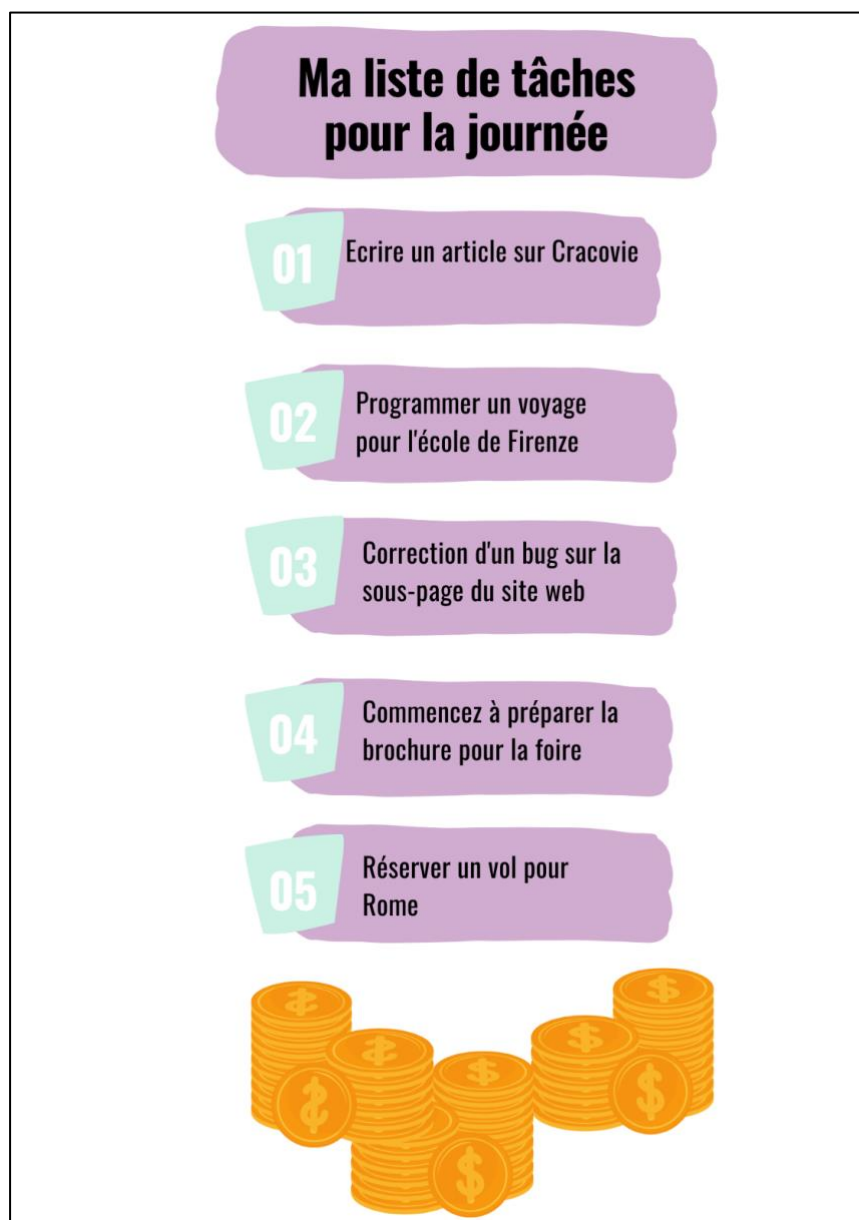 Ma liste de tâches
pour la journée
01
Ecrire un article sur Cracovie
02
Programmer un voyage
pour l'école de Firenze
03
Correction d'un bug sur la
sous-page du site web
04
Commencez à préparer la
brochure pour la foire
05
Réserver un vol pour
Rome